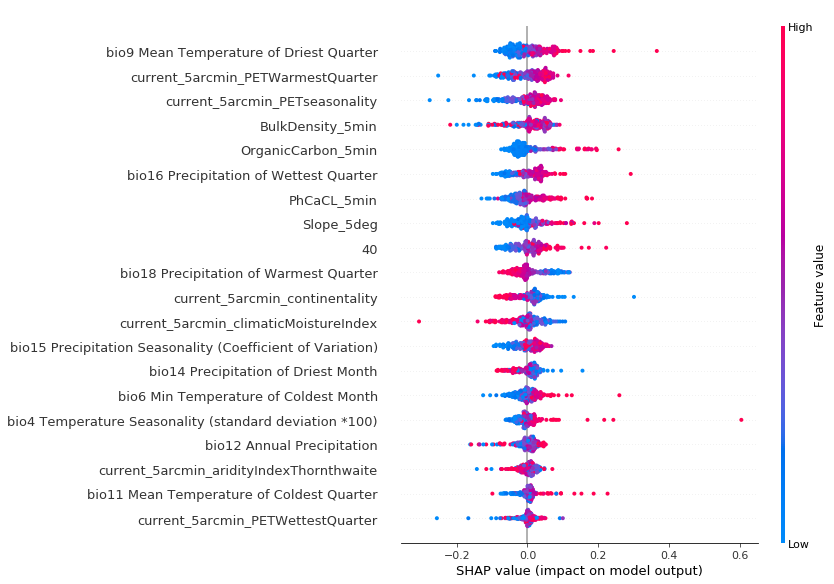 High
bio9 Mean Temperature of Driest Quarter
current_5arcmin_PETWarmestQuarter
current_5arcmin_PETseasonality
BulkDensity_5min
OrganicCarbon_5min
bio16 Precipitation of Wettest Quarter
PhCaCL_5min
Slope_5deg
40
bio18 Precipitation of Warmest Quarter
current_5arcmin_continentality
current_5arcmin_climaticMoistureIndex
bio15 Precipitation Seasonality (Coefficient of Variation)
bio14 Precipitation of Driest Month
bio6 Min Temperature of Coldest Month
bio4 Temperature Seasonality (standard deviation *100)
bio12 Annual Precipitation
current_5arcmin_aridityIndexThornthwaite
bio11 Mean Temperature of Coldest Quarter
current_5arcmin_PETWettestQuarter
Feature value
Low
−0.2 0.0 0.2 0.4 0.6
SHAP value (impact on model output)